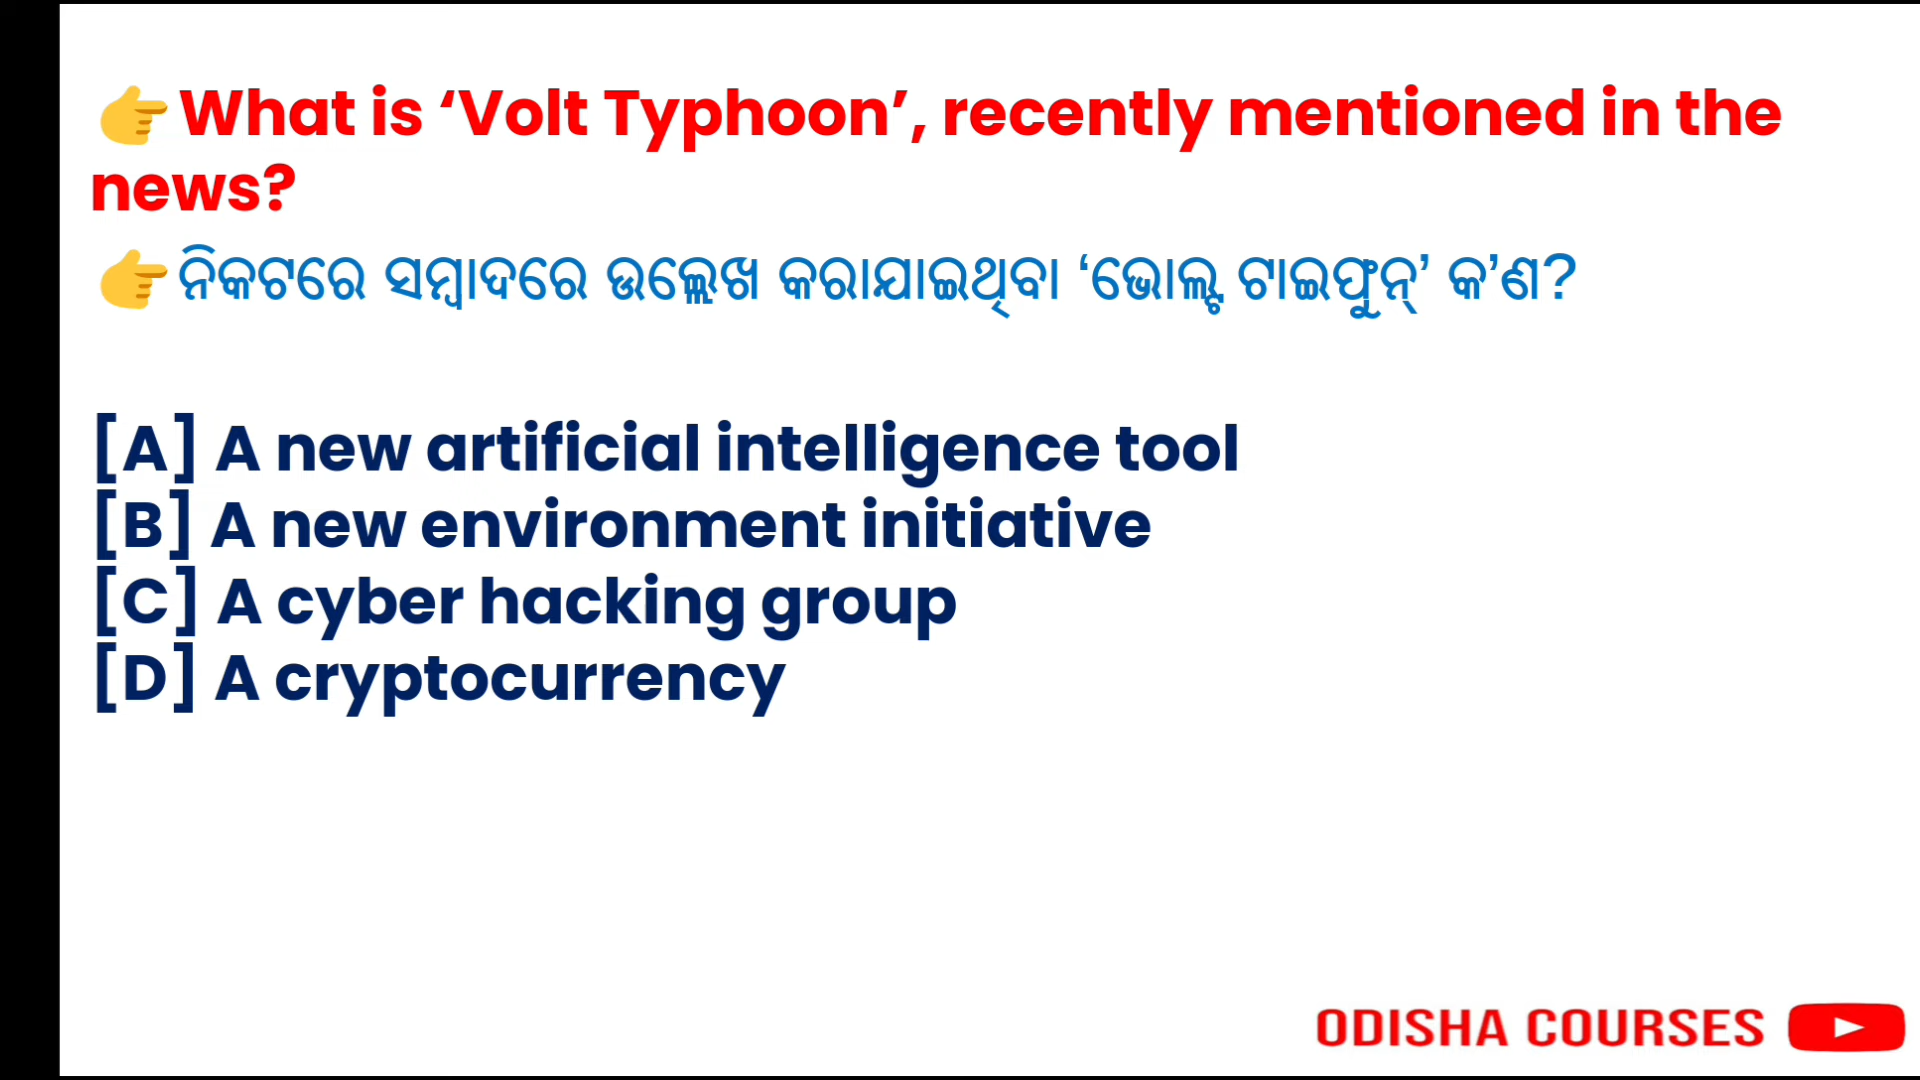 👉What is ‘Volt Typhoon’, recently mentioned in the
news?
👉ନିକଟରେ ସମ୍ବାଦରେ ଉଲ୍ଲେଖ କରାଯାଇଥିବା ‘ଭୋଲ୍ଟ ଟାଇଫୁନ୍’ କ’ଣ?
[A] A new artificial intelligence tool
[B] A new environment initiative
[C] A cyber hacking group
[D] A cryptocurrency
ODISHA COURSES